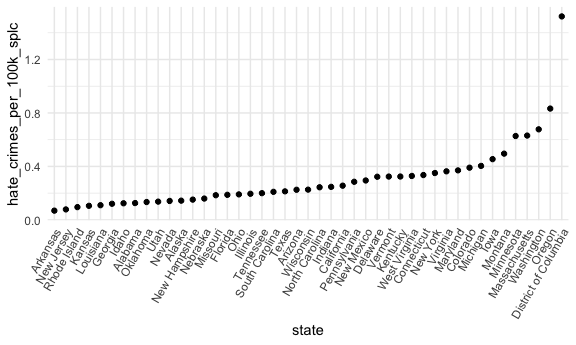 hate_crimes_per_100k_splc
1.2
0.8
0.4
0.0
Arkansas
New Jersey
Rhode Island
Kansas
Louisiana
Georgia
Idaho
Alabama
Oklahoma
Utah
Nevada
Alaska
New Hampshire
Nebraska
Missouri
Florida
Ohio
Illinois
Tennessee
South Carolina
Texas
Arizona
Wisconsin
North Carolina
Indiana
California
Pennsylvania
New Mexico
Delaware
Vermont
Kentucky
West Virginia
Connecticut
New York
Virginia
Maryland
Colorado
Michigan
Iowa
Montana
Minnesota
Massachusetts
Washington
Oregon
District of Columbia
state